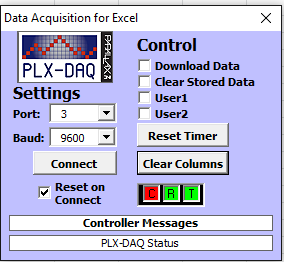 Data Acquisition for Excel
PARALLAX
PLX-DAQ
Settings
Port: 3
Baud: 9600
Connect
Reset on
Connect
Control
Download Data
Clear Stored Data
User1
User2
Reset Timer
Clear Columns
C R T
Controller Messages
PLX-DAQ Status